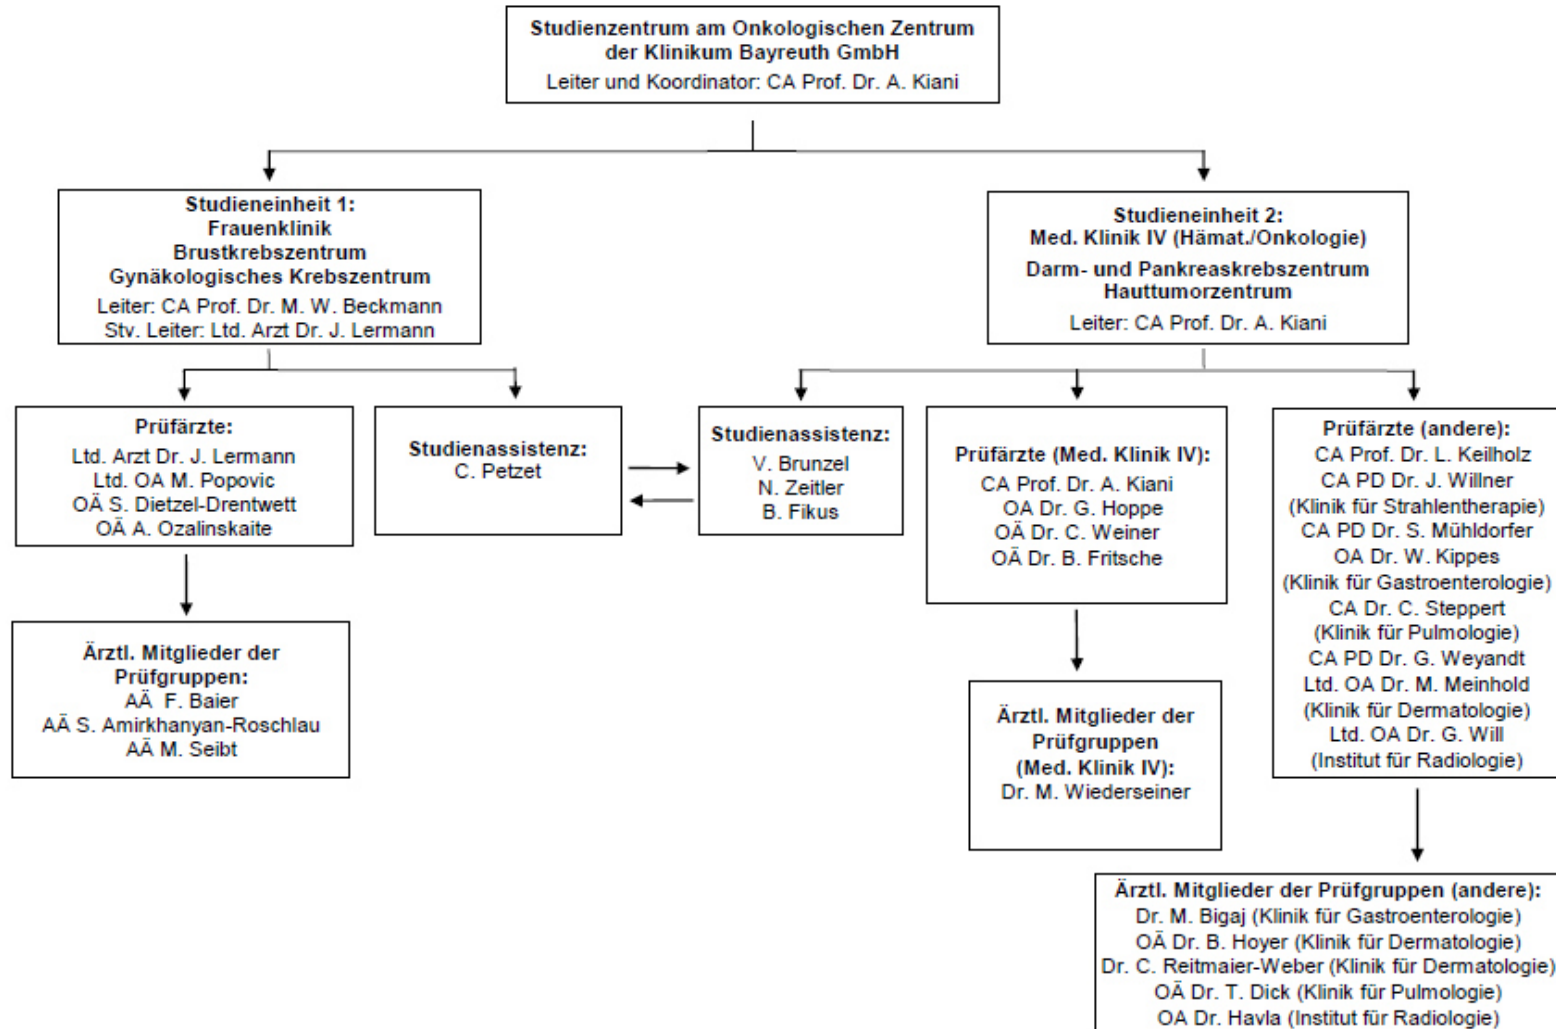 Studienzentrum am Onkologischen Zentrum
der Klinikum Bayreuth GmbH
Leiter und Koordinator: CA Prof. Dr. A. Kiani
Studieneinheit 1:
Frauenklinik
Brustkrebszentrum
Gynäkologisches Krebszentrum
Leiter: CA Prof. Dr. M. W. Beckmann
Stv. Leiter: Ltd. Arzt Dr. J. Lermann
Studieneinheit 2:
Med. Klinik IV (Hämat./Onkologie)
Darm- und Pankreaskrebszentrum
Hauttumorzentrum
Leiter: CA Prof. Dr. A. Kiani
Prüfärzte:
Ltd. Arzt Dr. J. Lermann
Ltd. OA M. Popovic
OÄ S. Dietzel-Drentwett
OÄ A. Ozalinskaite
Studienassistenz:
C. Petzet
Studienassistenz:
V. Brunzel
N. Zeitler
B. Fikus
Prüfärzte (Med. Klinik IV):
CA Prof. Dr. A. Kiani
OA Dr. G. Hoppe
OÄ Dr. C. Weiner
OÄ Dr. B. Fritsche
Prüfärzte (andere):
CA Prof. Dr. L. Keilholz
CA PD Dr. J. Willner
(Klinik für Strahlentherapie)
CA PD Dr. S. Mühldorfer
OA Dr. W. Kippes
(Klinik für Gastroenterologie)
CA Dr. C. Steppert
(Klinik für Pulmologie)
CA PD Dr. G. Weyandt
Ltd. OA Dr. M. Meinhold
(Klinik für Dermatologie)
Ltd. OA Dr. G. Will
(Institut für Radiologie)
Ärztl. Mitglieder der
Prüfgruppen:
AÄ F. Baier
AÄ S. Amirkhanyan-Roschlau
AÄ M. Seibt
Ärztl. Mitglieder der
Prüfgruppen
(Med. Klinik IV):
Dr. M. Wiederseiner
Ärztl. Mitglieder der Prüfgruppen (andere):
Dr. M. Bigaj (Klinik für Gastroenterologie)
OÄ Dr. B. Hoyer (Klinik für Dermatologie)
Dr. C. Reitmaier-Weber (Klinik für Dermatologie)
OÄ Dr. T. Dick (Klinik für Pulmologie)
OA Dr. Havla (Institut für Radiologie)